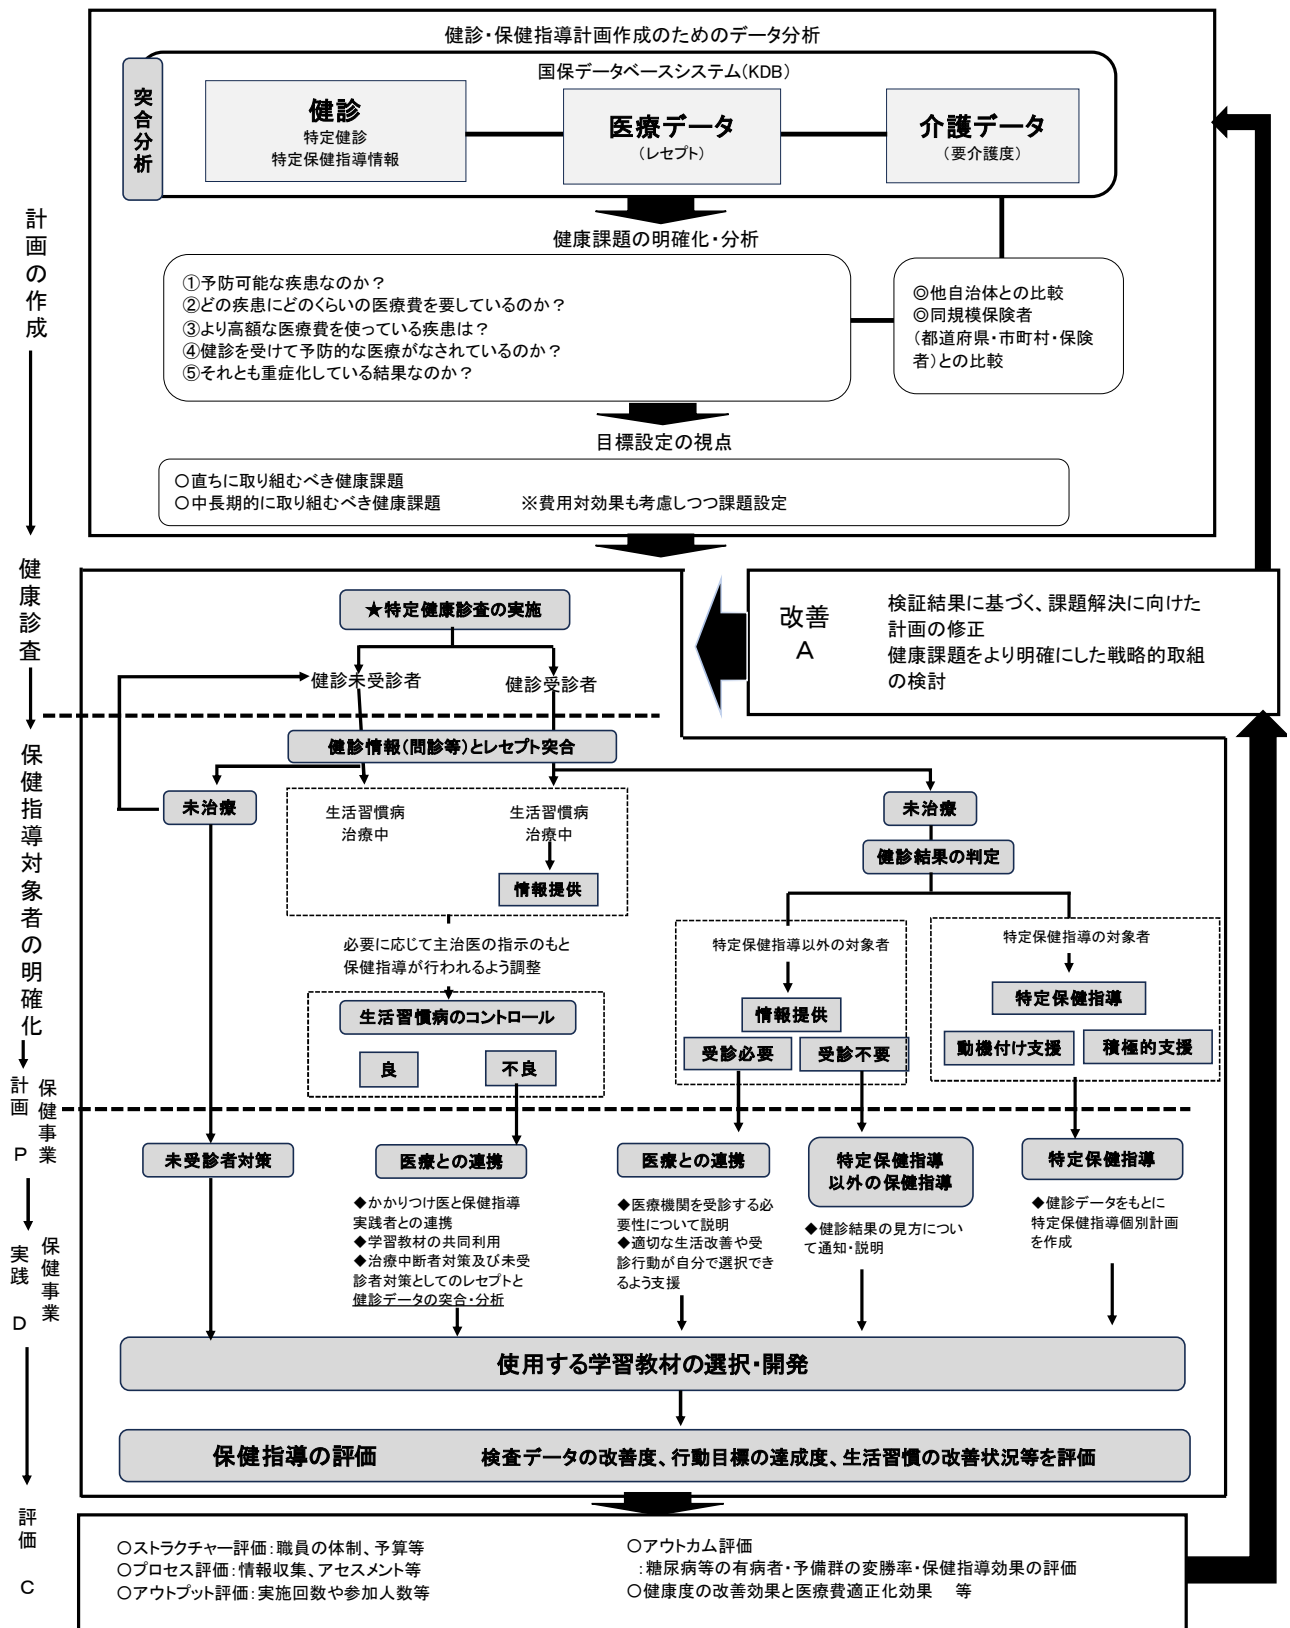 健診・保健指導計画作成のためのデータ分析
国保データベースシステム(KDB)
突合分析
健診
特定健診
特定保健指導情報
医療データ
(レセプト)
介護データ
(要介護度)
計画の作成
健康課題の明確化・分析
①予防可能な疾患なのか?
②どの疾患にどのくらいの医療費を要しているのか?
③より高額な医療費を使っている疾患は?
④健診を受けて予防的な医療がなされているのか?
⑤それとも重症化している結果なのか?
◎他自治体との比較
◎同規模保険者
(都道府県・市町村・保険
者)との比較
目標設定の視点
○直ちに取り組むべき健康課題
○中長期的に取り組むべき健康課題 ※費用対効果も考慮しつつ課題設定
健康診査
★特定健康診査の実施
健診未受診者
健診受診者
改善
A
検証結果に基づく、課題解決に向けた
計画の修正
健康課題をより明確にした戦略的取組
の検討
保健指導対象者の明確化
健診情報(問診等)とレセプト突合
未治療
生活習慣病
治療中
生活習慣病
治療中
情報提供
未治療
健診結果の判定
必要に応じて主治医の指示のもと
保健指導が行われるよう調整
生活習慣病のコントロール
良
不良
特定保健指導以外の対象者
情報提供
受診必要
受診不要
特定保健指導の対象者
特定保健指導
動機付け支援
積極的支援
保健事業
計画 P
未受診者対策
医療との連携
医療との連携
特定保健指導
以外の保健指導
特定保健指導
◆かかりつけ医と保健指導
実践者との連携
◆学習教材の共同利用
◆治療中断者対策及び未受
診者対策としてのレセプトと
健診データの突合・分析
◆医療機関を受診する必
要性について説明
◆適切な生活改善や受
診行動が自分で選択でき
るよう支援
◆健診結果の見方につい
て通知・説明
◆健診データをもとに
特定保健指導個別計画
を作成
保健事業
実践 D
使用する学習教材の選択・開発
保健指導の評価 検査データの改善度、行動目標の達成度、生活習慣の改善状況等を評価
評価 C
○ストラクチャー評価:職員の体制、予算等
○プロセス評価:情報収集、アセスメント等
○アウトプット評価:実施回数や参加人数等
○アウトカム評価
:糖尿病等の有病者・予備群の変勝率・保健指導効果の評価
○健康度の改善効果と医療費適正化効果 等